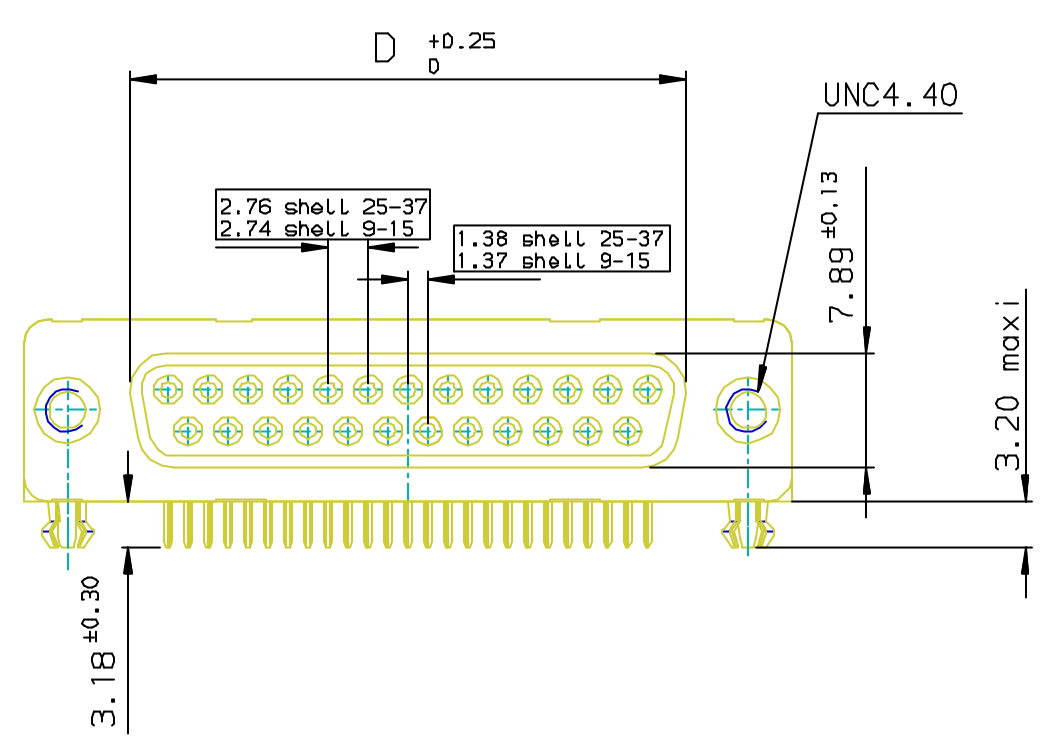 D +0.25
0
UNC4.40
2.76 shell 25-37
2.74 shell 9-15
1.38 shell 25-37
1.37 shell 9-15
7.89 ±0.13
3.20 maxi
3.18 ±0.30